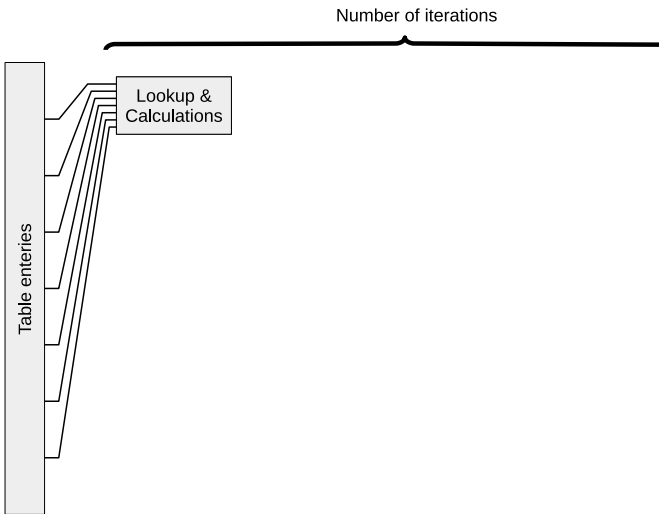 Number of iterations
Lookup &
Calculations
Table enteries